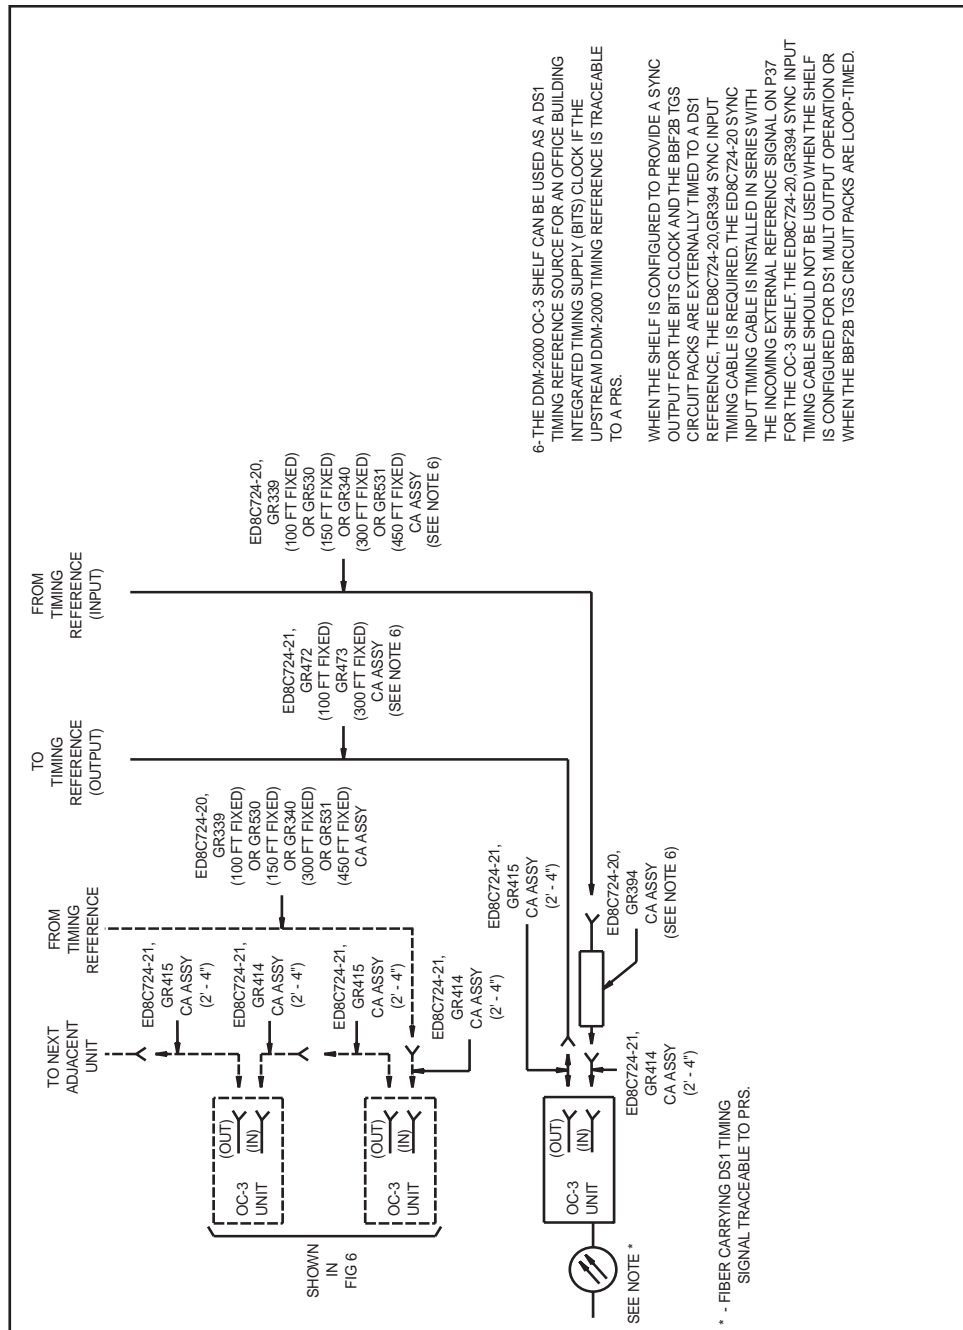 FROM
TIMING
REFERENCE
(INPUT)
TO
TIMING
REFERENCE
(OUTPUT)
FROM
TIMING
REFERENCE
TO NEXT
ADJACENT
UNIT
ED8C724-20,
GR339
(100 FT FIXED)
OR GR530
(150 FT FIXED)
OR GR340
(300 FT FIXED)
OR GR531
(450 FT FIXED)
CA ASSY
(SEE NOTE 6)
ED8C724-21,
GR472
(100 FT FIXED)
GR473
(300 FT FIXED)
CA ASSY
(SEE NOTE 6)
ED8C724-20,
GR339
(100 FT FIXED)
OR GR530
(150 FT FIXED)
OR GR340
(300 FT FIXED)
OR GR531
(450 FT FIXED)
CA ASSY
ED8C724-21,
GR415
CA ASSY
(2' - 4")
ED8C724-21,
GR414
CA ASSY
(2' - 4")
ED8C724-21,
GR415
CA ASSY
(2' - 4")
ED8C724-21,
GR414
CA ASSY
(2' - 4")
(OUT)
(IN)
OC-3
UNIT
(OUT)
(IN)
OC-3
UNIT
SHOWN
IN
FIG 6
ED8C724-21,
GR415
CA ASSY
(2' - 4")
ED8C724-20,
GR394
CA ASSY
(SEE NOTE 6)
ED8C724-21,
GR414
CA ASSY
(2' - 4")
(OUT)
(IN)
OC-3
UNIT
SEE NOTE *
* - FIBER CARRYING DS1 TIMING
SIGNAL TRACEABLE TO PRS.
6- THE DDM-2000 OC-3 SHELF CAN BE USED AS A DS1
TIMING REFERENCE SOURCE FOR AN OFFICE BUILDING
INTEGRATED TIMING SUPPLY (BITS) CLOCK IF THE
UPSTREAM DDM-2000 TIMING REFERENCE IS TRACEABLE
TO A PRS.
WHEN THE SHELF IS CONFIGURED TO PROVIDE A SYNC
OUTPUT FOR THE BITS CLOCK AND THE BBF2B TGS
CIRCUIT PACKS ARE EXTERNALLY TIMED TO A DS1
REFERENCE, THE ED8C724-20,GR394 SYNC INPUT
TIMING CABLE IS REQUIRED. THE ED8C724-20 SYNC
INPUT TIMING CABLE IS INSTALLED IN SERIES WITH
THE INCOMING EXTERNAL REFERENCE SIGNAL ON P37
FOR THE OC-3 SHELF. THE ED8C724-20,GR394 SYNC INPUT
TIMING CABLE SHOULD NOT BE USED WHEN THE SHELF
IS CONFIGURED FOR DS1 MULT OUTPUT OPERATION OR
WHEN THE BBF2B TGS CIRCUIT PACKS ARE LOOP-TIMED.